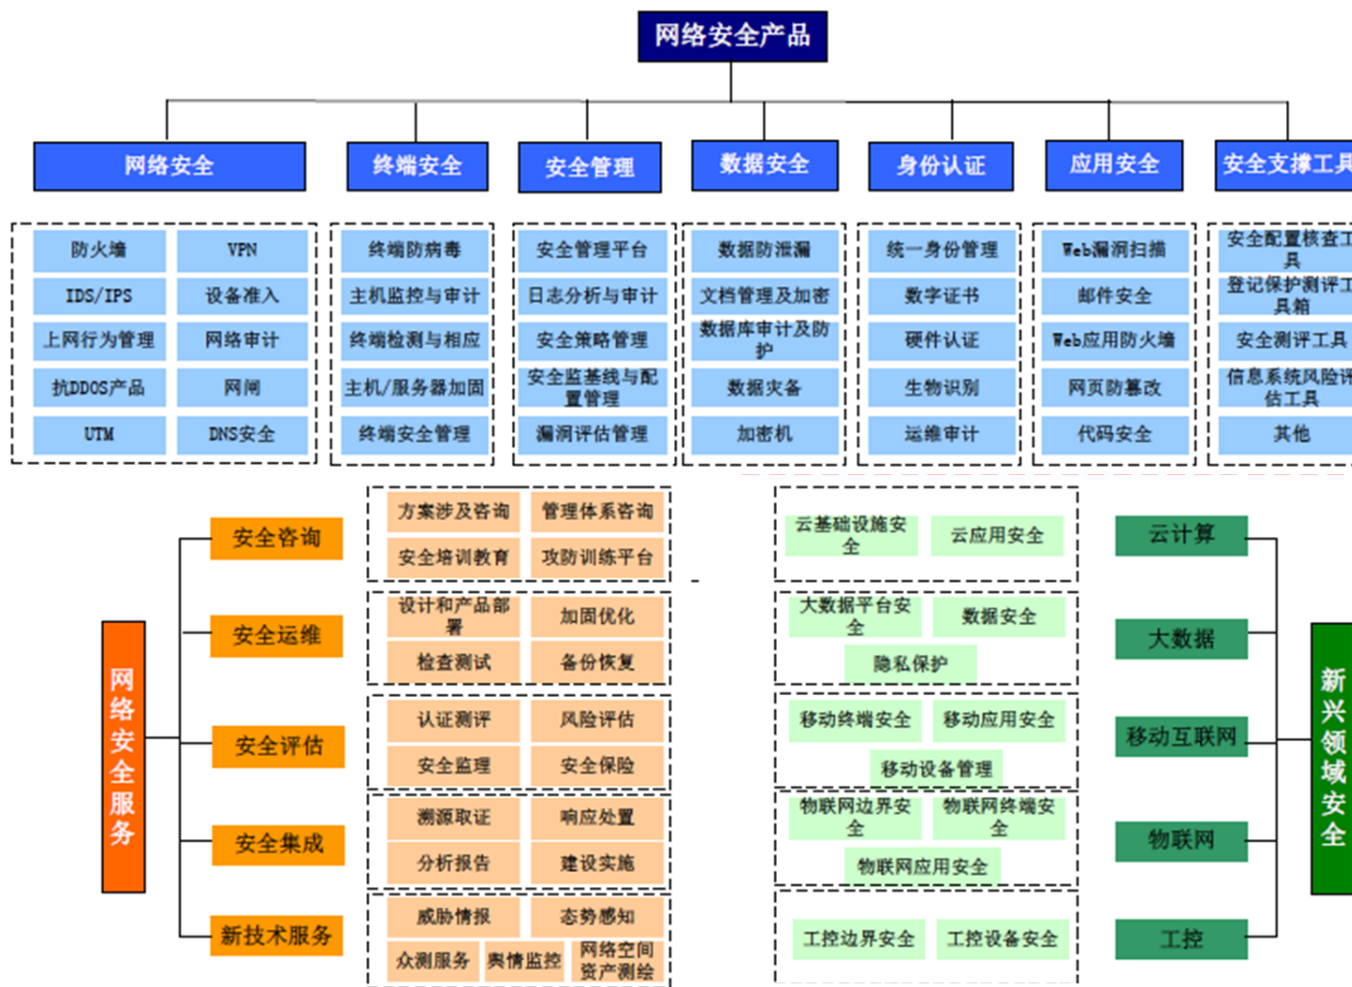 网络安全产品
网络安全
终端安全
安全管理
数据安全
身份认证
应用安全
安全支撑工具
防火墙
VPN
IDS/IPS
设备准入
上网行为管理
网络审计
抗DDOS产品
网闸
UTM
DNS安全
终端防病毒
主机监控与审计
终端检测与相应
主机/服务器加固
终端安全管理
安全管理平台
日志分析与审计
安全策略管理
安全监基线与配
置管理
漏洞评估管理
数据防泄漏
文档管理及加密
数据库审计及防
护
数据灾备
加密机
统一身份管理
数字证书
硬件认证
生物识别
运维审计
Web漏洞扫描
邮件安全
Web应用防火墙
网页防篡改
代码安全
安全配置核查工
具
登记保护测评工
具箱
安全测评工具
信息系统风险评
估工具
其他
网络安全服务
安全咨询
方案涉及咨询
管理体系咨询
安全培训教育
攻防训练平台
安全运维
设计和产品部
署
加固优化
检查测试
备份恢复
安全评估
认证测评
风险评估
安全监理
安全保险
安全集成
溯源取证
响应处置
分析报告
建设实施
新技术服务
威胁情报
态势感知
众测服务
舆情监控
网络空间
资产测绘
云基础设施安
全
云应用安全
云计算
大数据平台安
全
数据安全
隐私保护
大数据
移动终端安全
移动应用安全
移动设备管理
移动互联网
物联网边界安
全
物联网终端安
全
物联网应用安全
物联网
工控边界安全
工控设备安全
工控
新兴领域安全